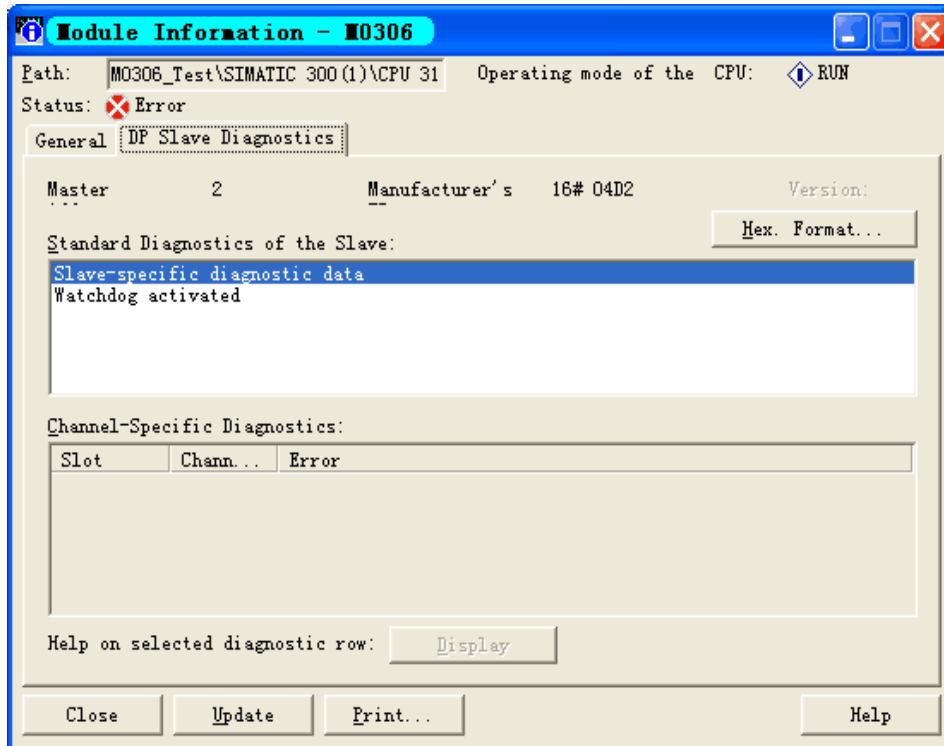 Module Information - M0306
Path: M0306_Test\SIMATIC 300(1)\CPU 31 Operating mode of the CPU: RUN
Status: Error
General DP Slave Diagnostics
Master 2 Manufacturer's 16# 04D2 Version:
Hex. Format...
Standard Diagnostics of the Slave:
Slave-specific diagnostic data
Watchdog activated
Channel-Specific Diagnostics:
Slot Chann... Error
Help on selected diagnostic row: Display
Close Update Print... Help